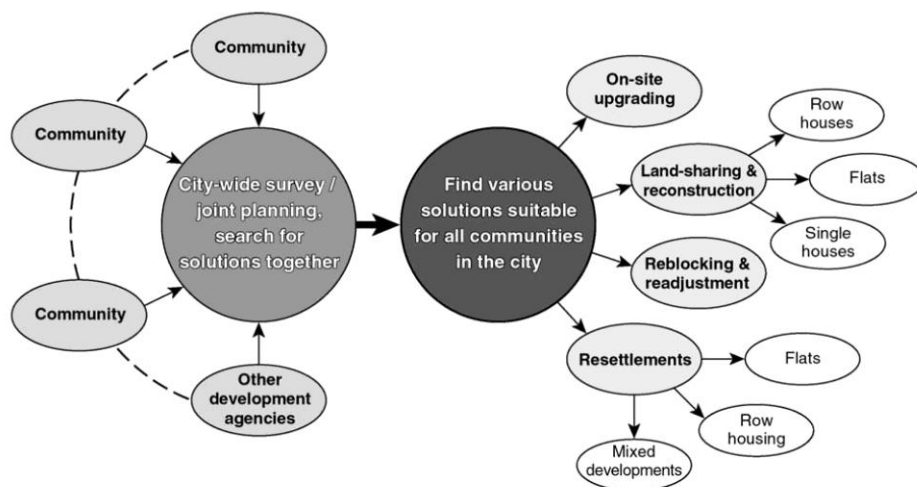 Community
Community
Community
Other
development
agencies
City-wide survey /
joint planning,
search for
solutions together
Find various
solutions suitable
for all communities
in the city
On-site
upgrading
Land-sharing &
reconstruction
Row
houses
Flats
Single
houses
Reblocking &
readjustment
Resettlements
Flats
Row
housing
Mixed
developments